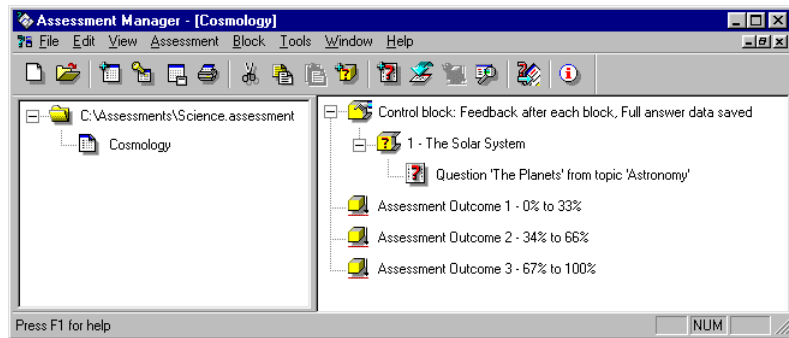 Assessment Manager - [Cosmology]
File Edit View Assessment Block Tools Window Help
C:\Assessments\Science.assessment
Cosmology
Control block: Feedback after each block, Full answer data saved
1 - The Solar System
Question 'The Planets' from topic 'Astronomy'
Assessment Outcome 1 - 0% to 33%
Assessment Outcome 2 - 34% to 66%
Assessment Outcome 3 - 67% to 100%
Press F1 for help
NUM